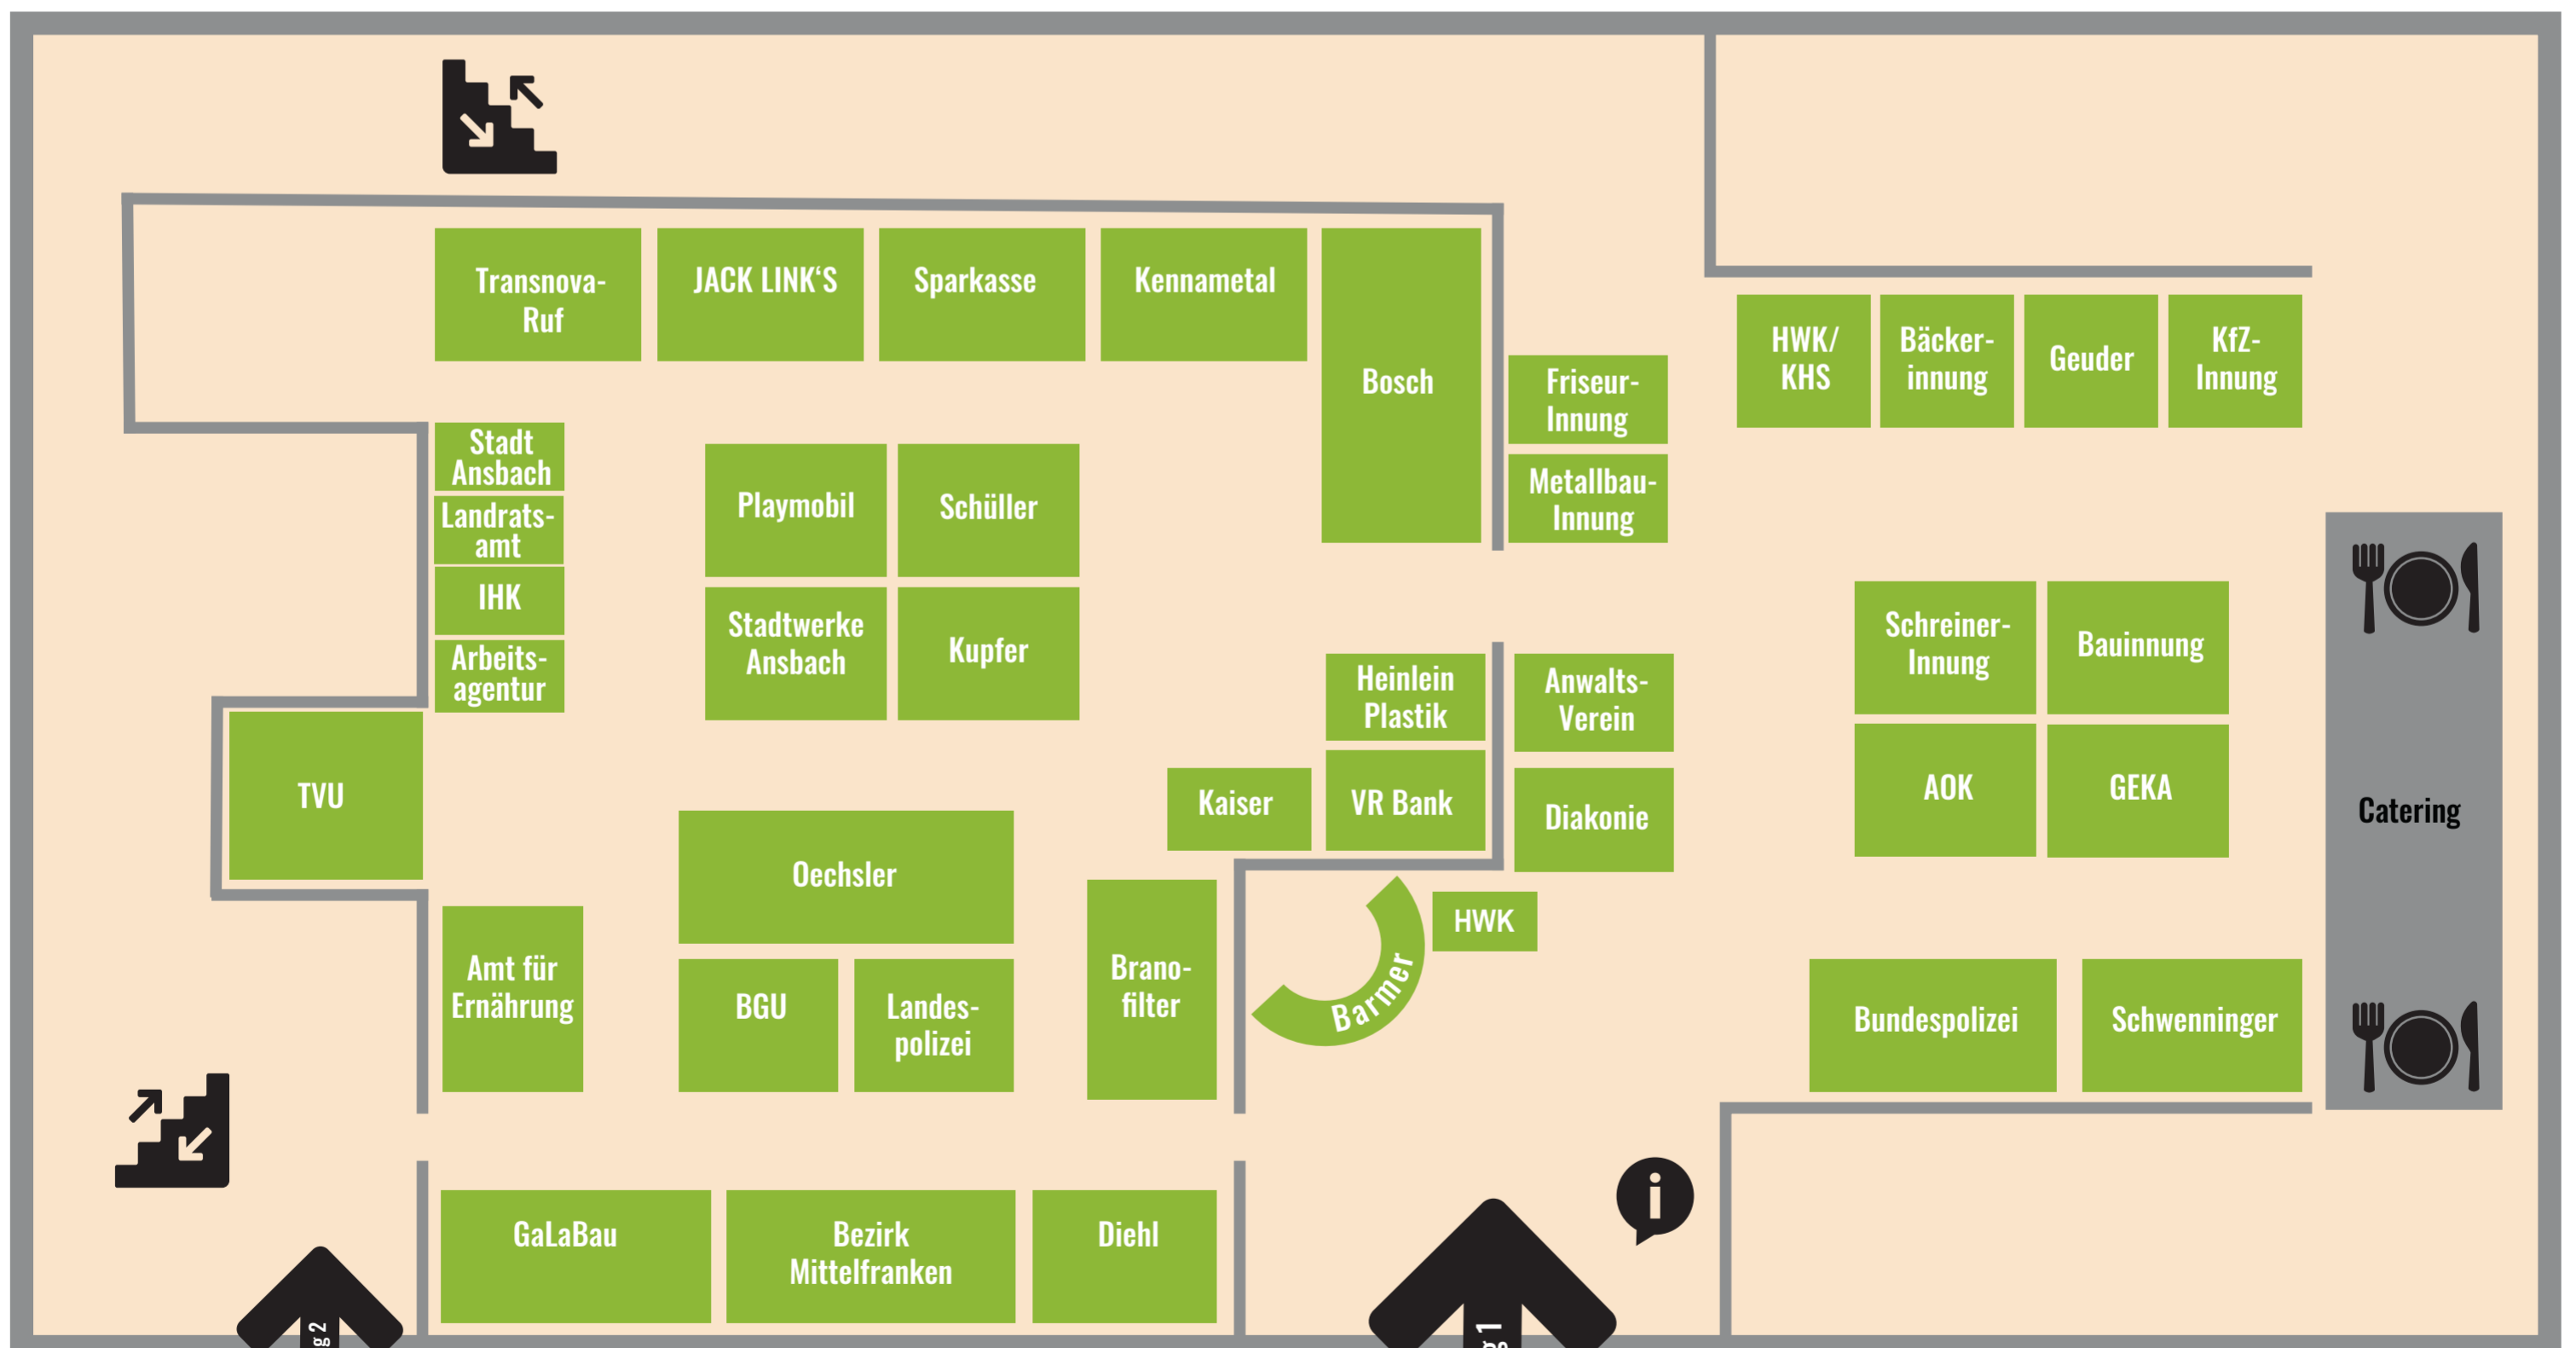 Transnova-
Ruf
JACK LINK‘S
Sparkasse
Kennametal
Bosch
Friseur-
Innung
Metallbau-
Innung
HWK/
KHS
Bäcker-
innung
Geuder
KfZ-
Innung
Stadt
Ansbach
Landrats-
amt
IHK
Arbeits-
agentur
Playmobil
Schüller
Stadtwerke
Ansbach
Kupfer
Heinlein
Plastik
Anwalts-
Verein
Schreiner-
Innung
Bauinnung
TVU
Kaiser
VR Bank
Diakonie
AOK
GEKA
Catering
Oechsler
Amt für
Ernährung
BGU
Landes-
polizei
Brano-
filter
Barmer
HWK
Bundespolizei
Schwenninger
GaLaBau
Bezirk
Mittelfranken
Diehl
i
g 2
g 1